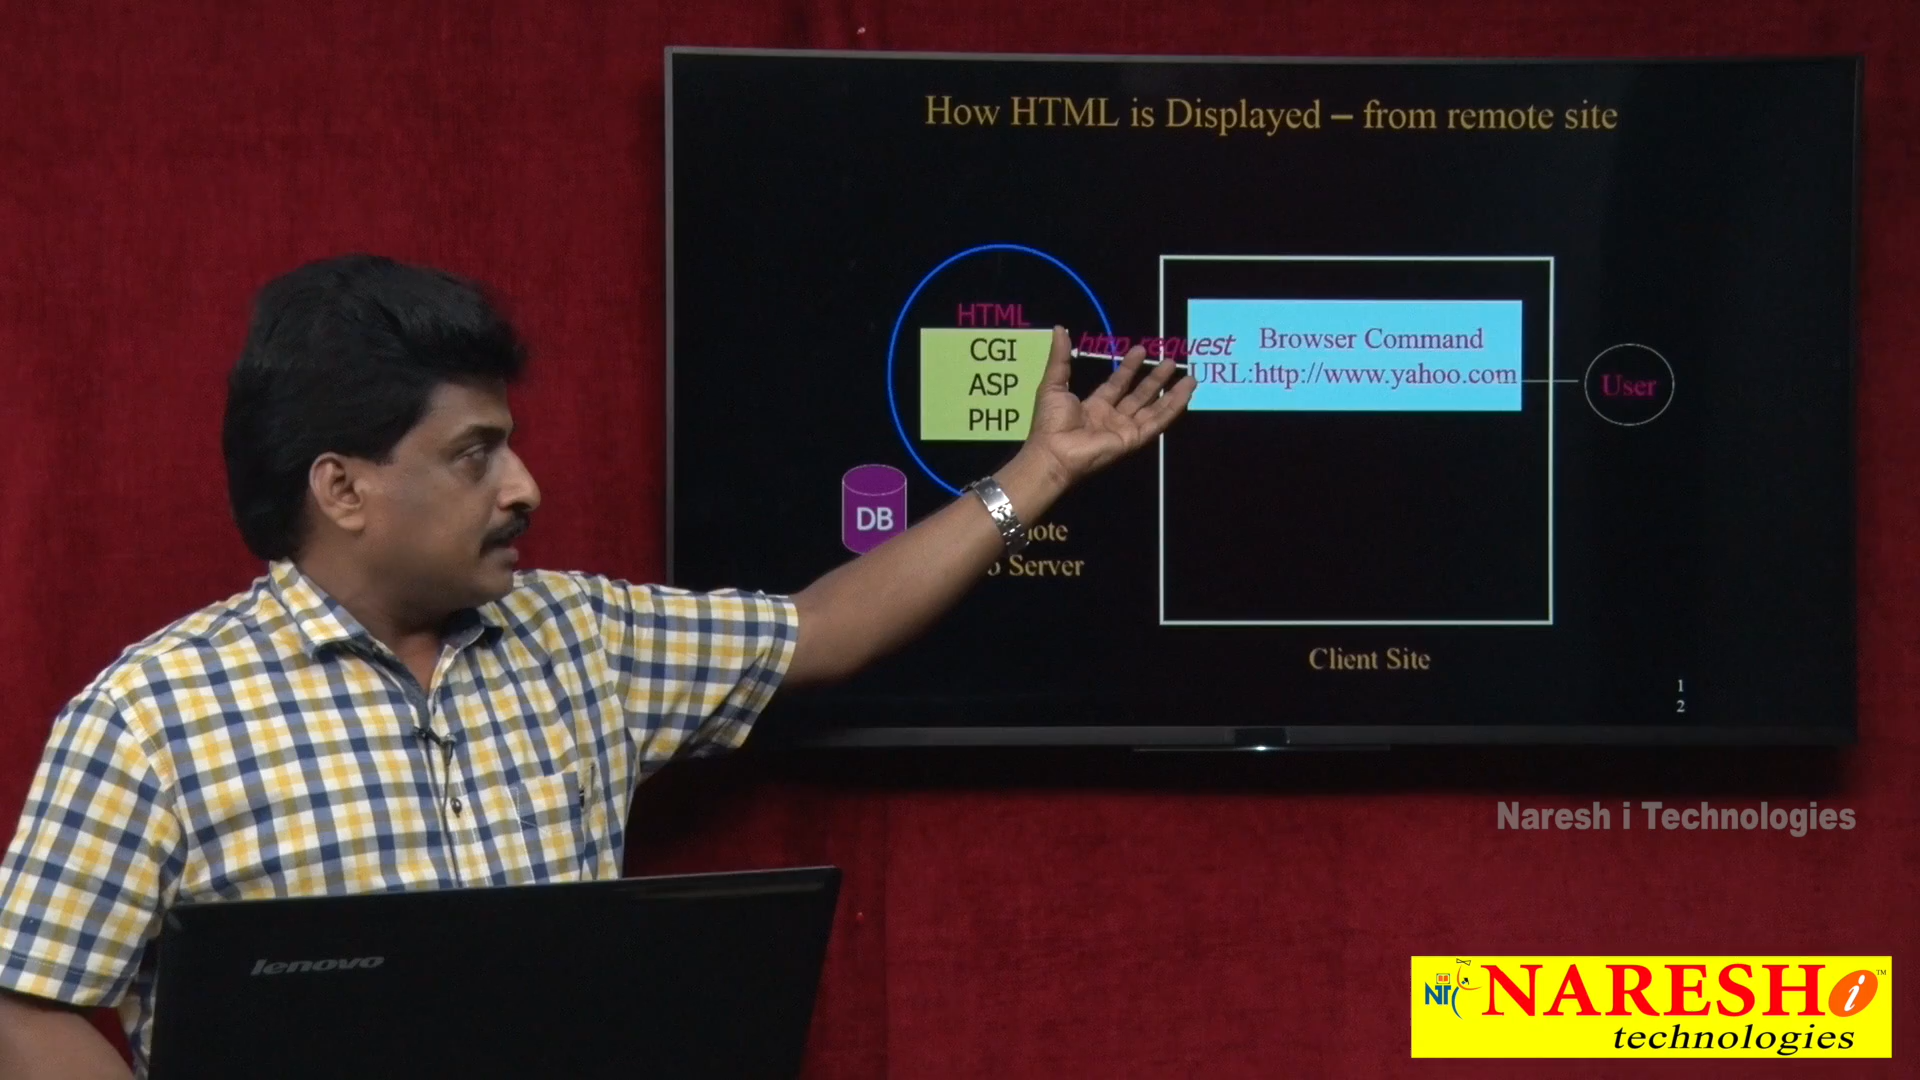 How HTML is Displayed – from remote site
HTML
CGI
ASP
PHP
http request
Browser Command
URL:http://www.yahoo.com
User
DB
Server
Client Site
1
2
Naresh i Technologies
lenovo
NARESH i ™
technologies